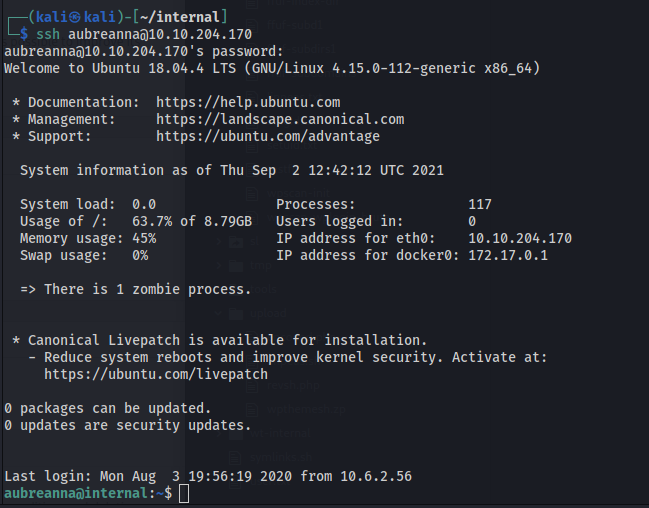 (kali㉿kali)-[~/internal]
$ ssh aubreanna@10.10.204.170
aubreanna@10.10.204.170's password:
Welcome to Ubuntu 18.04.4 LTS (GNU/Linux 4.15.0-112-generic x86_64)
* Documentation:  https://help.ubuntu.com
* Management:     https://landscape.canonical.com
* Support:        https://ubuntu.com/advantage
System information as of Thu Sep  2 12:42:12 UTC 2021
System load:  0.0               Processes:              117
Usage of /:   63.7% of 8.79GB   Users logged in:        0
Memory usage: 45%               IP address for eth0:    10.10.204.170
Swap usage:   0%                IP address for docker0: 172.17.0.1
=> There is 1 zombie process.
* Canonical Livepatch is available for installation.
- Reduce system reboots and improve kernel security. Activate at:
https://ubuntu.com/livepatch
0 packages can be updated.
0 updates are security updates.
Last login: Mon Aug  3 19:56:19 2020 from 10.6.2.56
aubreanna@internal:~$